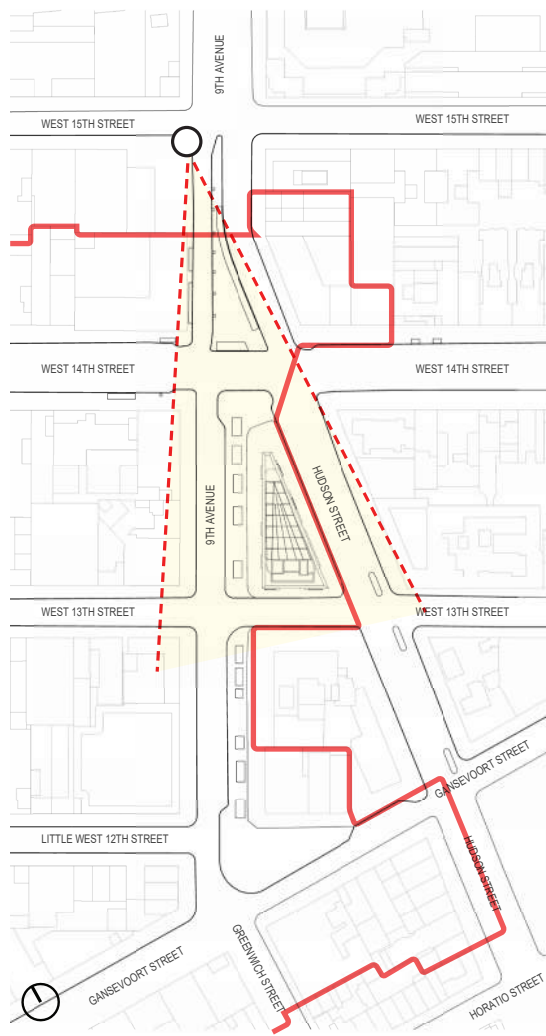 9TH AVENUE
WEST 15TH STREET
WEST 15TH STREET
WEST 14TH STREET
WEST 14TH STREET
HUDSON STREET
9TH AVENUE
WEST 13TH STREET
WEST 13TH STREET
GANSEVOORT STREET
LITTLE WEST 12TH STREET
HUDSON STREET
GREENWICH STREET
GANSEVOORT STREET
HORATIO STREET